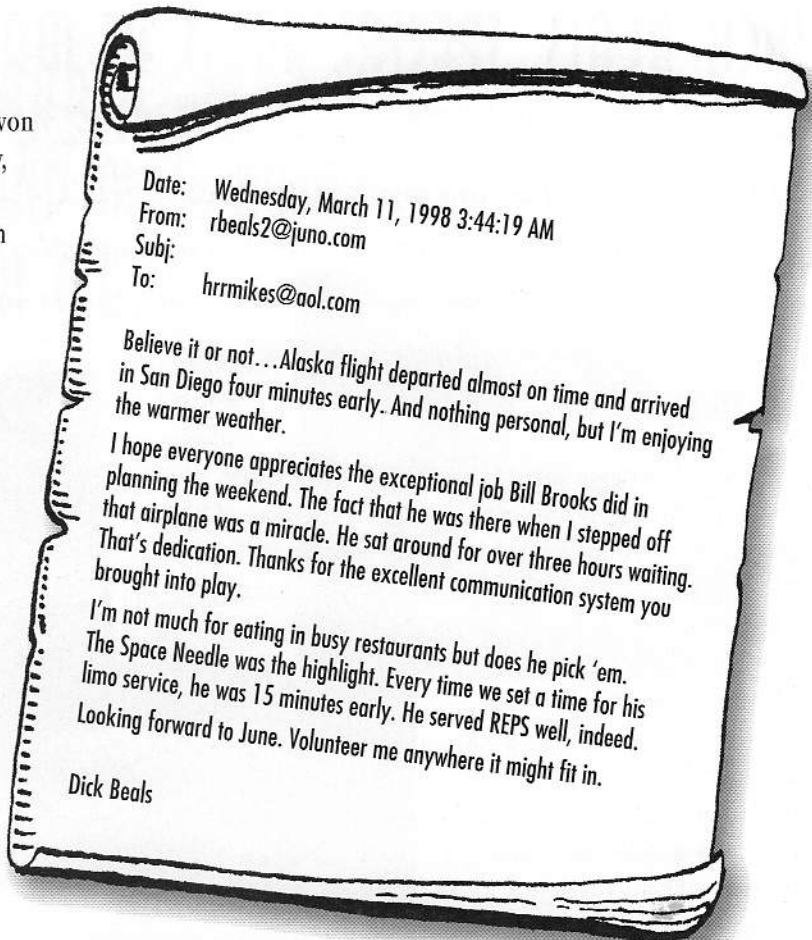 won
Date: Wednesday, March 11, 1998 3:44:19 AM
From: rbeals2@juno.com
Subj:
To: hrrmikes@aol.com
Believe it or not...Alaska flight departed almost on time and arrived
in San Diego four minutes early. And nothing personal, but I'm enjoying
the warmer weather.
I hope everyone appreciates the exceptional job Bill Brooks did in
planning the weekend. The fact that he was there when I stepped off
that airplane was a miracle. He sat around for over three hours waiting.
That's dedication. Thanks for the excellent communication system you
brought into play.
I'm not much for eating in busy restaurants but does he pick 'em.
The Space Needle was the highlight. Every time we set a time for his
limo service, he was 15 minutes early. He served REPS well, indeed.
Looking forward to June. Volunteer me anywhere it might fit in.
Dick Beals